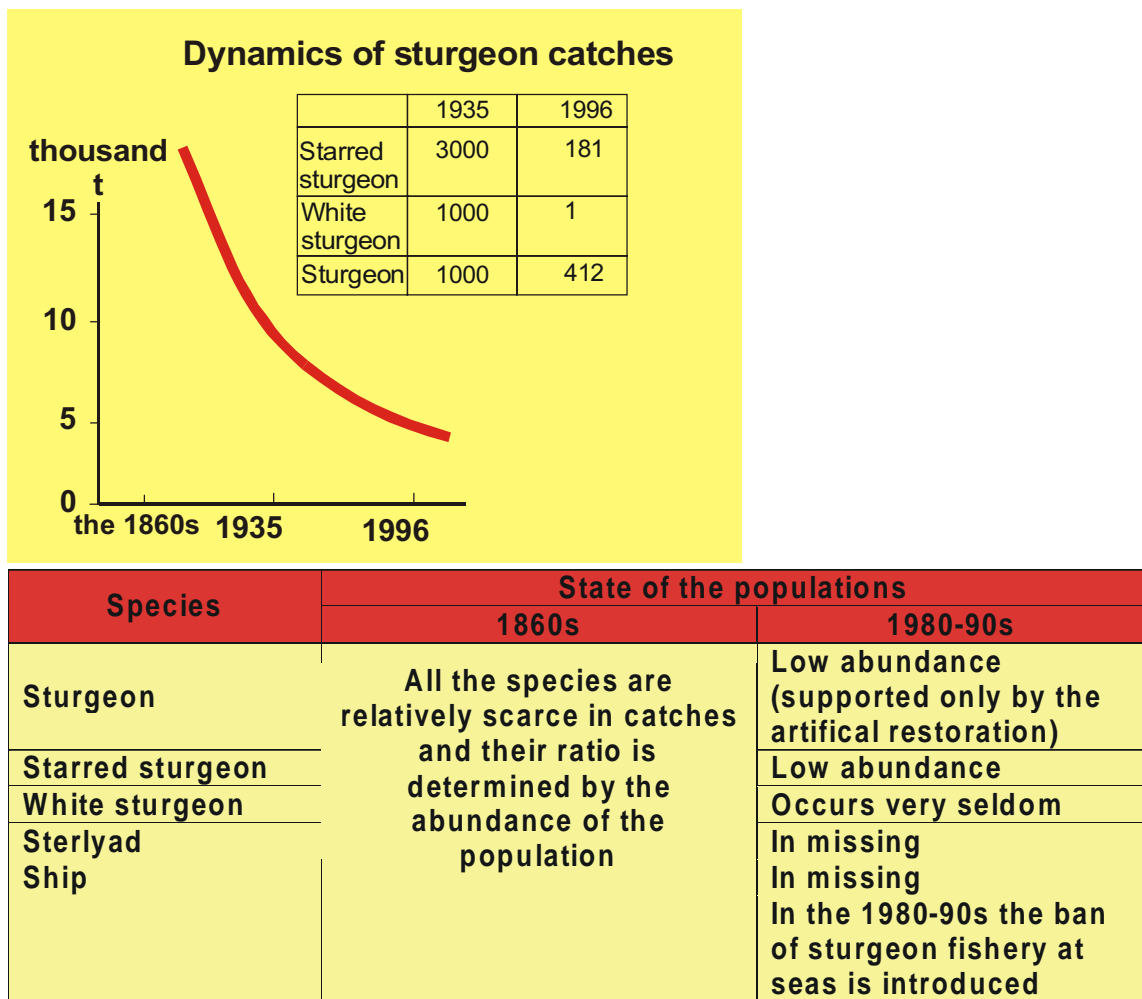 Dynamics of sturgeon catches
1935 1996
Starred
sturgeon
3000 181
White
sturgeon
1000 1
Sturgeon 1000 412
thousand
t
15
10
5
0
the 1860s 1935 1996
Species
State of the populations
1860s 1980-90s
Sturgeon
All the species are
relatively scarce in catches
and their ratio is
determined by the
abundance of the
population
Low abundance
(supported only by the
artifical restoration)
Starred sturgeon
Low abundance
White sturgeon
Occurs very seldom
Sterlyad
In missing
Ship
In missing
In the 1980-90s the ban
of sturgeon fishery at
seas is introduced